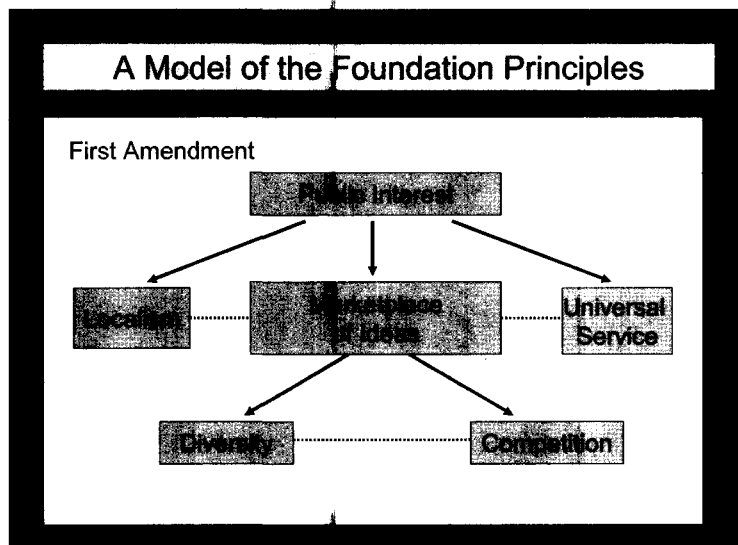 A Model of the Foundation Principles
First Amendment
Public Interest
Localism
Marketplace
of Ideas
Universal
Service
Diversity
Competition